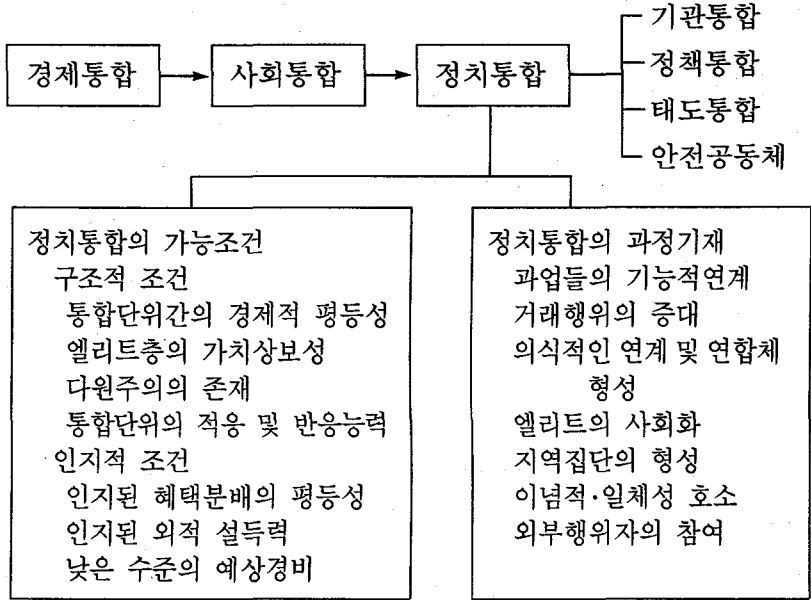 경제통합
사회통합
정치통합
기관통합
정책통합
태도통합
안전공동체
정치통합의 가능조건
구조적 조건
통합단위간의 경제적 평등성
엘리트층의 가치상보성
다원주의의 존재
통합단위의 적응 및 반응능력
인지적 조건
인지된 혜택분배의 평등성
인지된 외적 설득력
낮은 수준의 예상경비
정치통합의 과정기재
과업들의 기능적연계
거래행위의 증대
의식적인 연계 및 연합체
형성
엘리트의 사회화
지역집단의 형성
이념적·일체성 호소
외부행위자의 참여